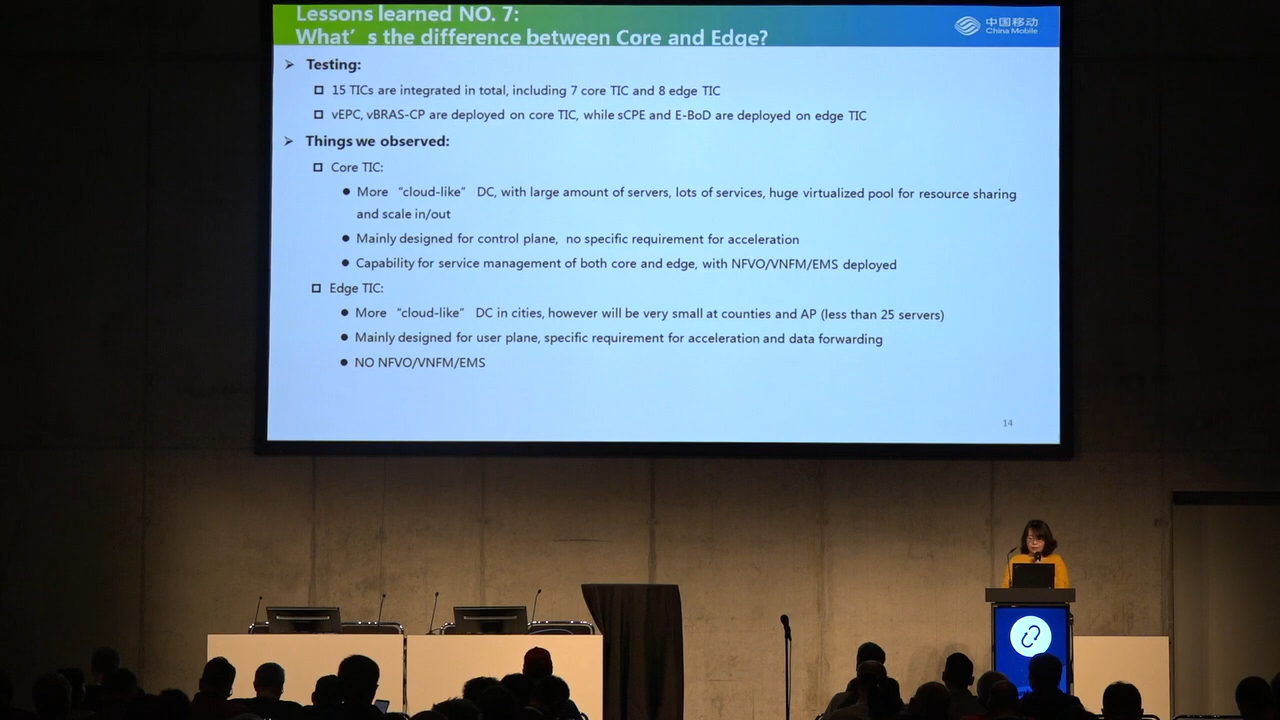 Lessons learned NO. 7:
What’s the difference between Core and Edge?
中国移动
China Mobile
➤ Testing:
❑ 15 TICs are integrated in total, including 7 core TIC and 8 edge TIC
❑ vEPC, vBRAS-CP are deployed on core TIC, while sCPE and E-BoD are deployed on edge TIC
➤ Things we observed:
❑ Core TIC:
● More “cloud-like” DC, with large amount of servers, lots of services, huge virtualized pool for resource sharing
and scale in/out
● Mainly designed for control plane, no specific requirement for acceleration
● Capability for service management of both core and edge, with NFVO/VNFM/EMS deployed
❑ Edge TIC:
● More “cloud-like” DC in cities, however will be very small at counties and AP (less than 25 servers)
● Mainly designed for user plane, specific requirement for acceleration and data forwarding
● NO NFVO/VNFM/EMS
14